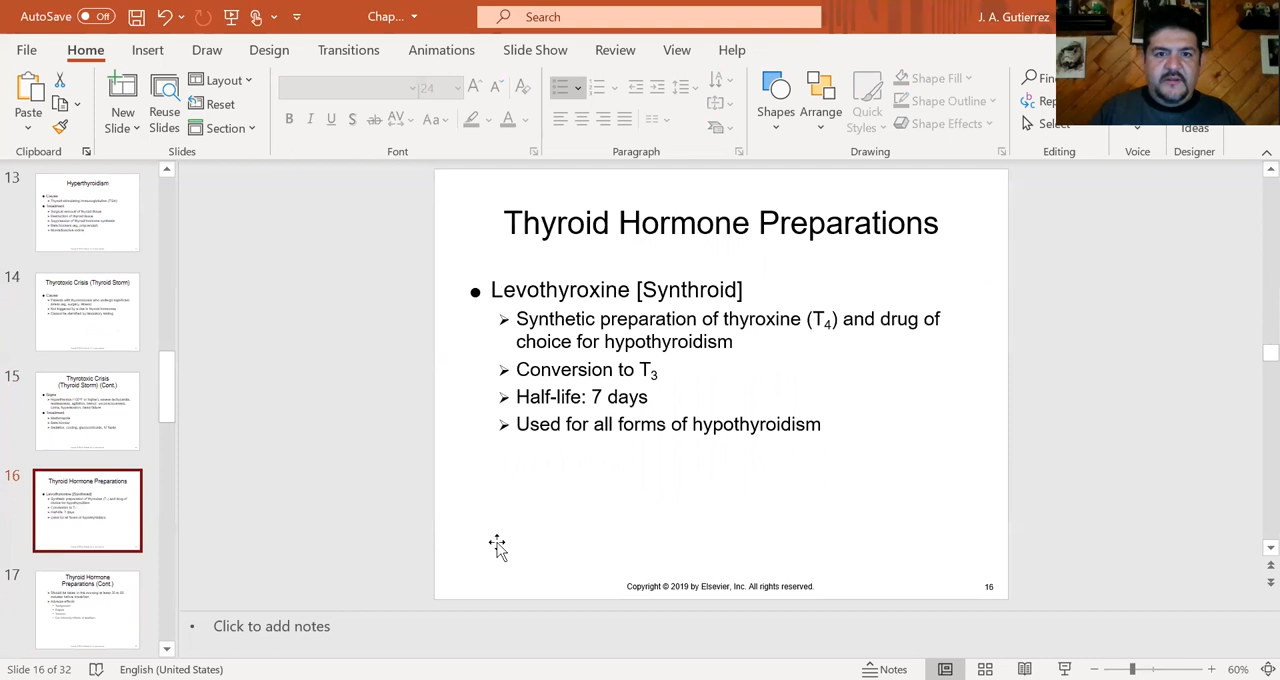 AutoSave Off Chap... Search J. A. Gutierrez
File Home Insert Draw Design Transitions Animations Slide Show Review View Help
Paste New Slide Reuse Slides Layout Reset Section 24 B I U S ab AV Aa A Shapes Arrange Quick Styles Shape Fill Shape Outline Shape Effects Select Ideas
Clipboard Slides Font Paragraph Drawing Editing Voice Designer
13
Hyperthyroidism
14
Thyrotoxic Crisis (Thyroid Storm)
15
Thyrotoxic Crisis
(Thyroid Storm) (Cont.)
16
Thyroid Hormone Preparations
Levothyroxine [Synthroid]
17
Thyroid Hormone
Preparations (Cont.)
Thyroid Hormone Preparations
● Levothyroxine [Synthroid]
➢ Synthetic preparation of thyroxine (T4) and drug of
choice for hypothyroidism
➢ Conversion to T3
➢ Half-life: 7 days
➢ Used for all forms of hypothyroidism
Copyright © 2019 by Elsevier, Inc. All rights reserved. 16
• Click to add notes
Slide 16 of 32 English (United States) Notes 60%